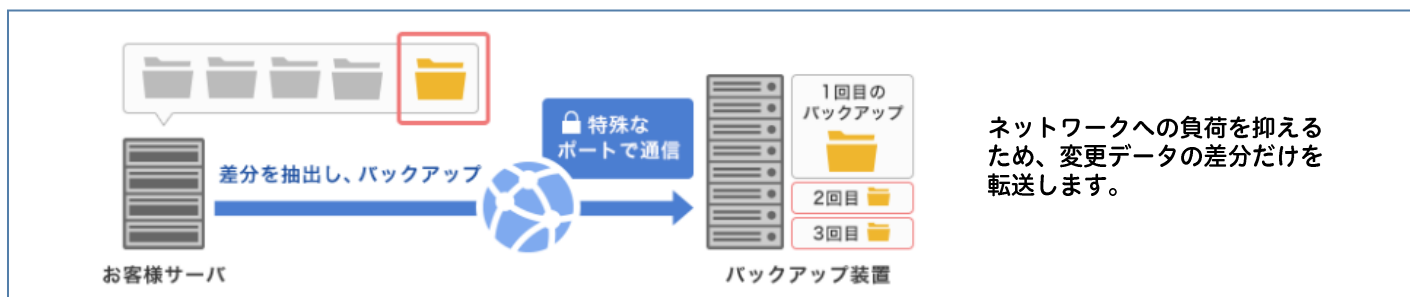 1回目の
バックアップ
特殊な
ポートで通信
差分を抽出し、バックアップ
2回目
3回目
お客様サーバ
バックアップ装置
ネットワークへの負荷を抑える
ため、変更データの差分だけを
転送します。